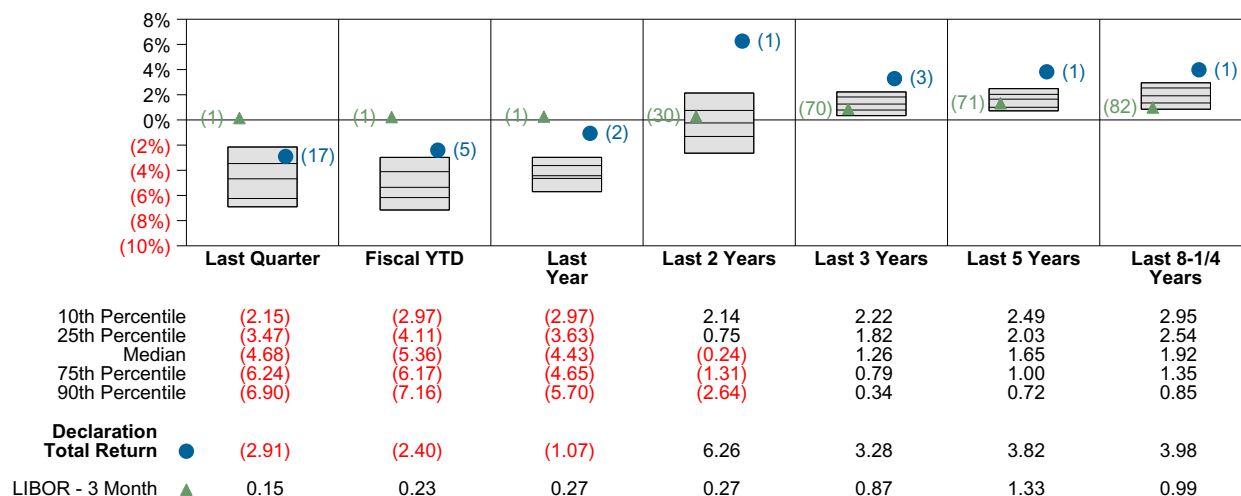 8%
6%
4%
2%
0%
(2%)
(4%)
(6%)
(8%)
(10%)
(1) (17)
(1) (5)
(1) (2)
(30) (1)
(70) (3)
(71) (1)
(82) (1)
Last Quarter Fiscal YTD Last Year Last 2 Years Last 3 Years Last 5 Years Last 8-1/4 Years
10th Percentile (2.15) (2.97) (2.97) 2.14 2.22 2.49 2.95
25th Percentile (3.47) (4.11) (3.63) 0.75 1.82 2.03 2.54
Median (4.68) (5.36) (4.43) (0.24) 1.26 1.65 1.92
75th Percentile (6.24) (6.17) (4.65) (1.31) 0.79 1.00 1.35
90th Percentile (6.90) (7.16) (5.70) (2.64) 0.34 0.72 0.85
Declaration
Total Return (2.91) (2.40) (1.07) 6.26 3.28 3.82 3.98
LIBOR - 3 Month 0.15 0.23 0.27 0.27 0.87 1.33 0.99